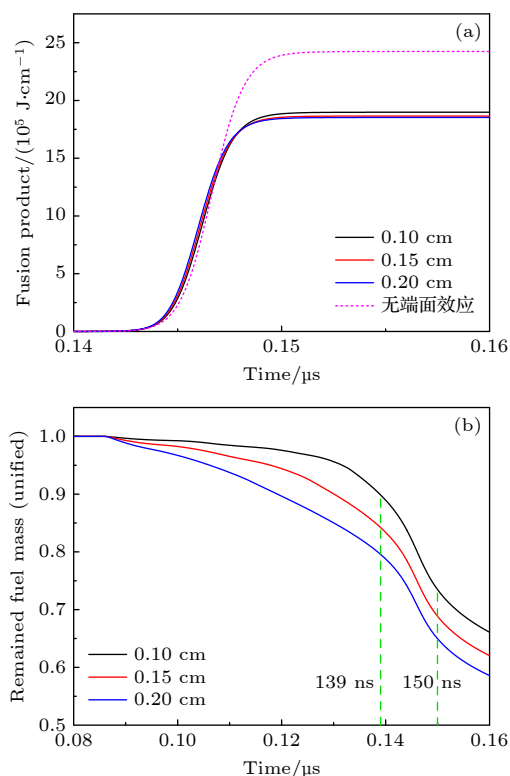 (a)
Fusion product/(10⁵ J·cm⁻¹)
25
20
15
10
5
0
0.10 cm
0.15 cm
0.20 cm
无端面效应
0.14 0.15 0.16
Time/μs
(b)
Remained fuel mass (unified)
1.0
0.9
0.8
0.7
0.6
0.5
0.10 cm
0.15 cm
0.20 cm
139 ns 150 ns
0.08 0.10 0.12 0.14 0.16
Time/μs